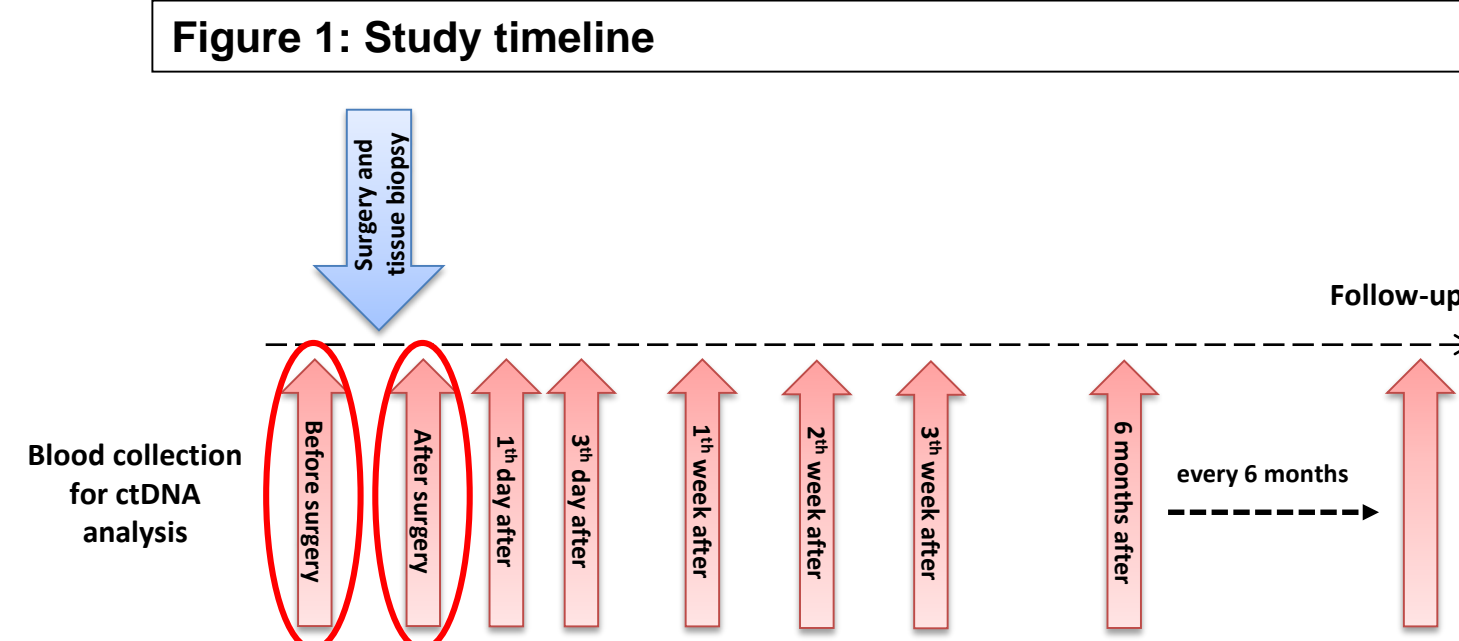 Figure 1: Study timeline
Surgery and
tissue biopsy
Follow-up
Blood collection
for ctDNA
analysis
Before surgery
After surgery
1th day after
3th day after
1th week after
2th week after
3th week after
6 months after
every 6 months